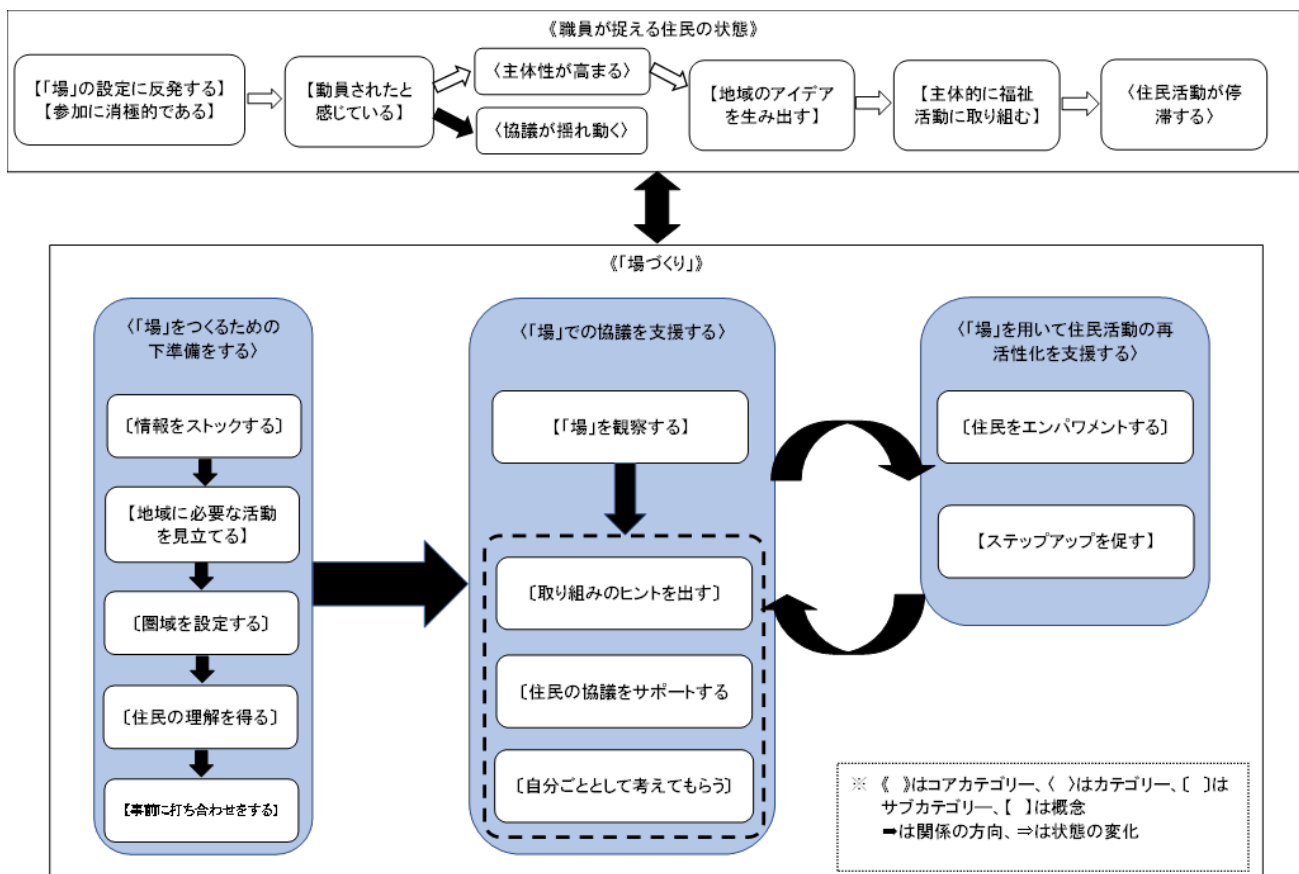 《職員が捉える住民の状態》
【「場」の設定に反発する】
【参加に消極的である】
【動員されたと
感じている】
〈主体性が高まる〉
〈協議が揺れ動く〉
【地域のアイデア
を生み出す】
【主体的に福祉
活動に取り組む】
〈住民活動が停
滞する〉
《「場づくり」》
〈「場」をつくるための
下準備をする〉
〔情報をストックする〕
【地域に必要な活動
を見立てる】
〔圏域を設定する〕
〔住民の理解を得る〕
【事前に打ち合わせをする】
〈「場」での協議を支援する〉
【「場」を観察する】
〔取り組みのヒントを出す〕
〔住民の協議をサポートする
〔自分ごととして考えてもらう〕
〈「場」を用いて住民活動の再
活性化を支援する〉
〔住民をエンパワメントする〕
【ステップアップを促す】
※ 《 》はコアカテゴリー、〈 〉はカテゴリー、〔 〕は
サブカテゴリー、【 】は概念
➡は関係の方向、⇒は状態の変化